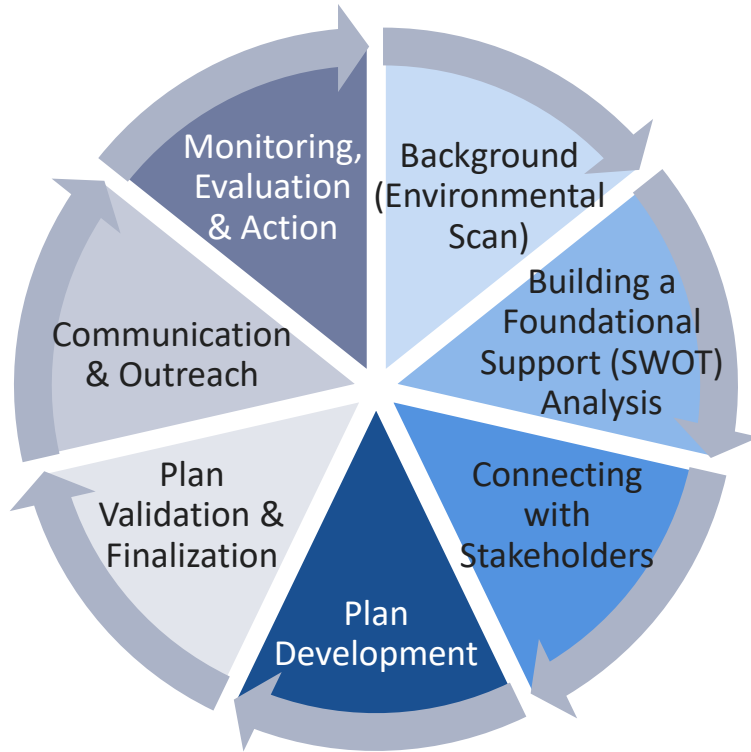 Background
(Environmental
Scan)
Building a
Foundational
Support (SWOT)
Analysis
Connecting
with
Stakeholders
Plan
Development
Plan
Validation &
Finalization
Communication
& Outreach
Monitoring,
Evaluation
& Action